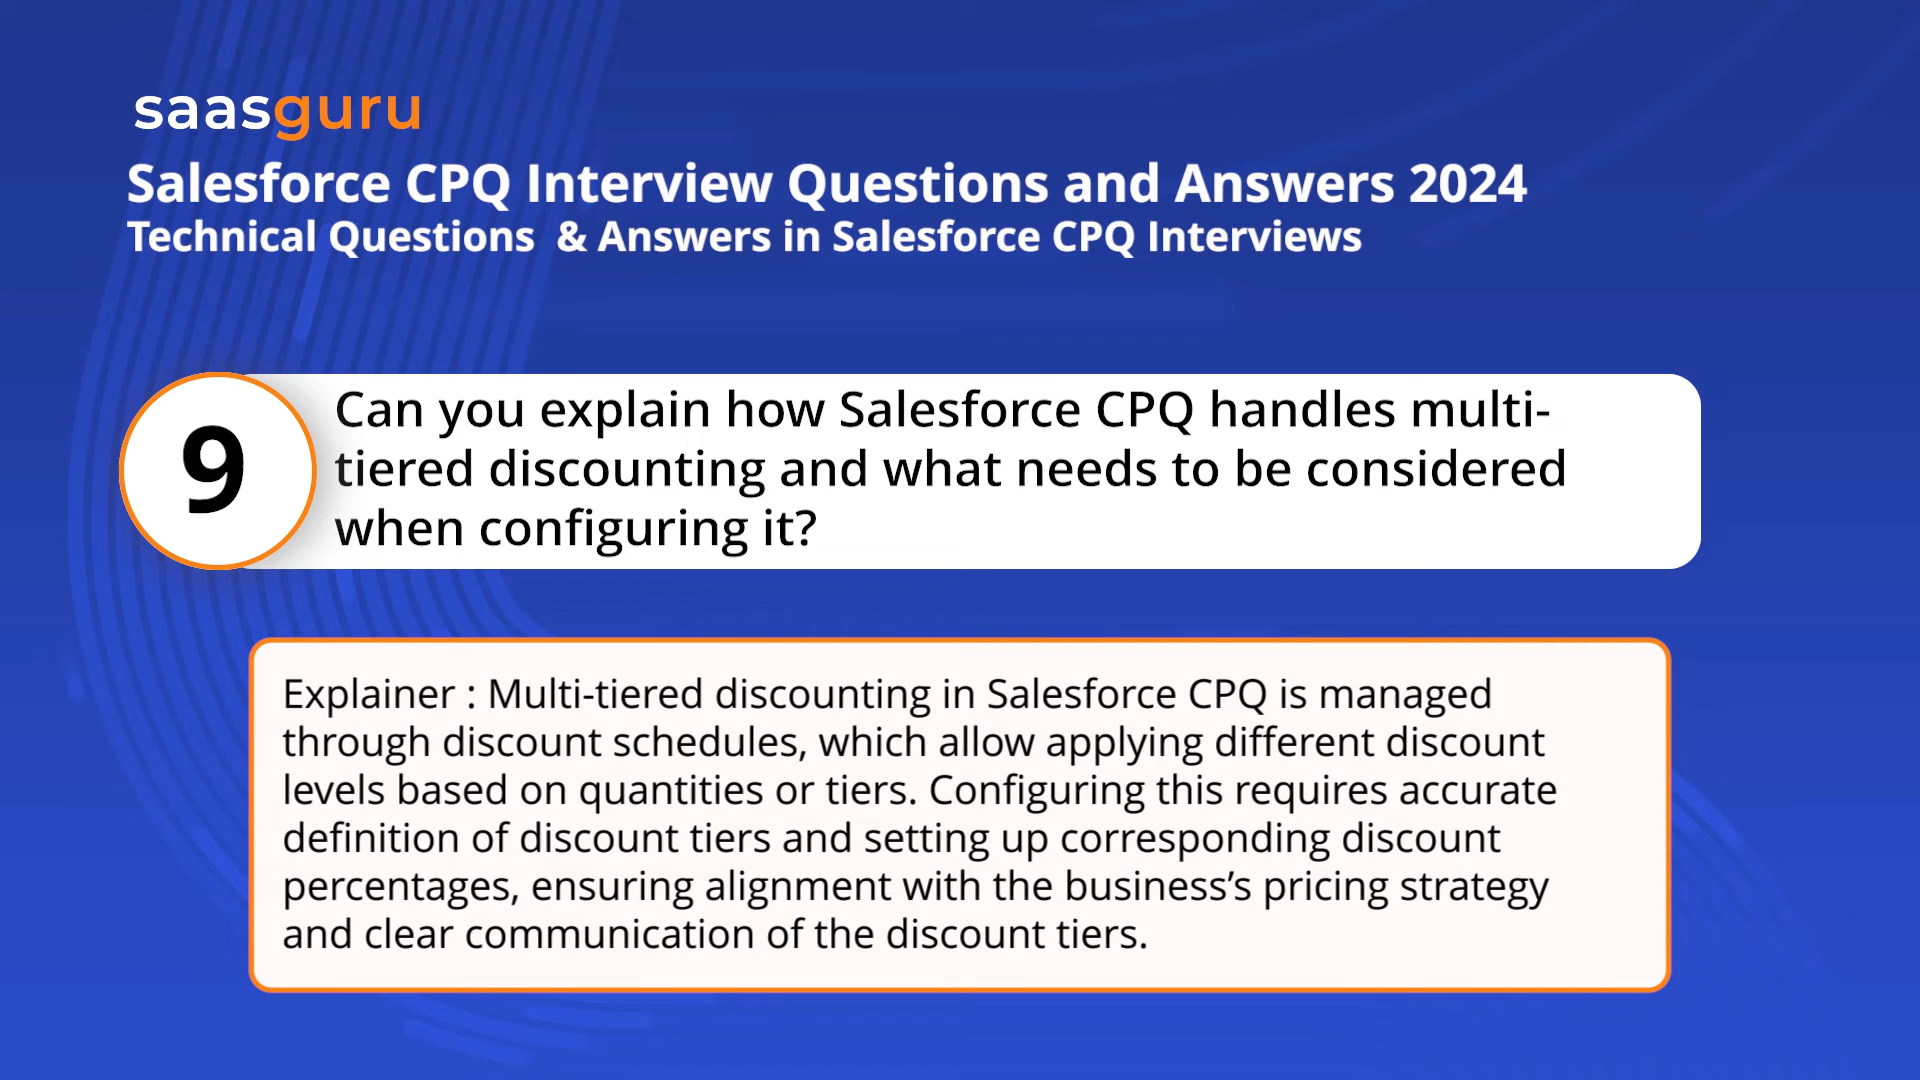 saasguru
Salesforce CPQ Interview Questions and Answers 2024
Technical Questions  & Answers in Salesforce CPQ Interviews
9
Can you explain how Salesforce CPQ handles multi-
tiered discounting and what needs to be considered
when configuring it?
Explainer : Multi-tiered discounting in Salesforce CPQ is managed
through discount schedules, which allow applying different discount
levels based on quantities or tiers. Configuring this requires accurate
definition of discount tiers and setting up corresponding discount
percentages, ensuring alignment with the business’s pricing strategy
and clear communication of the discount tiers.